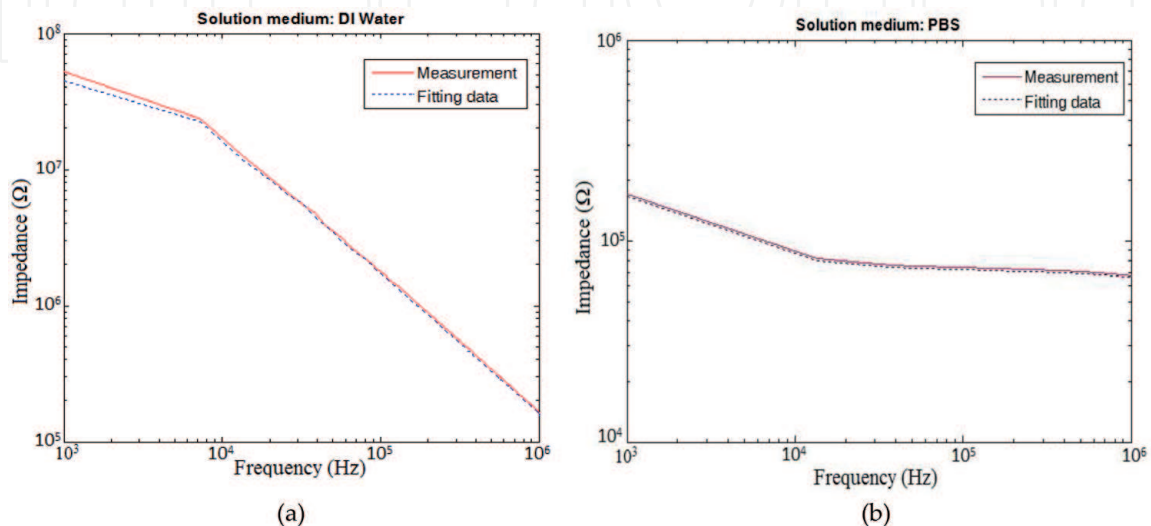 Solution medium: DI Water
10^8
Measurement
Fitting data
10^7
Impedance (Ω)
10^6
10^5
10^3
10^4
10^5
10^6
Frequency (Hz)
(a)
Solution medium: PBS
10^6
Measurement
Fitting data
Impedance (Ω)
10^5
10^4
10^3
10^4
10^5
10^6
Frequency (Hz)
(b)